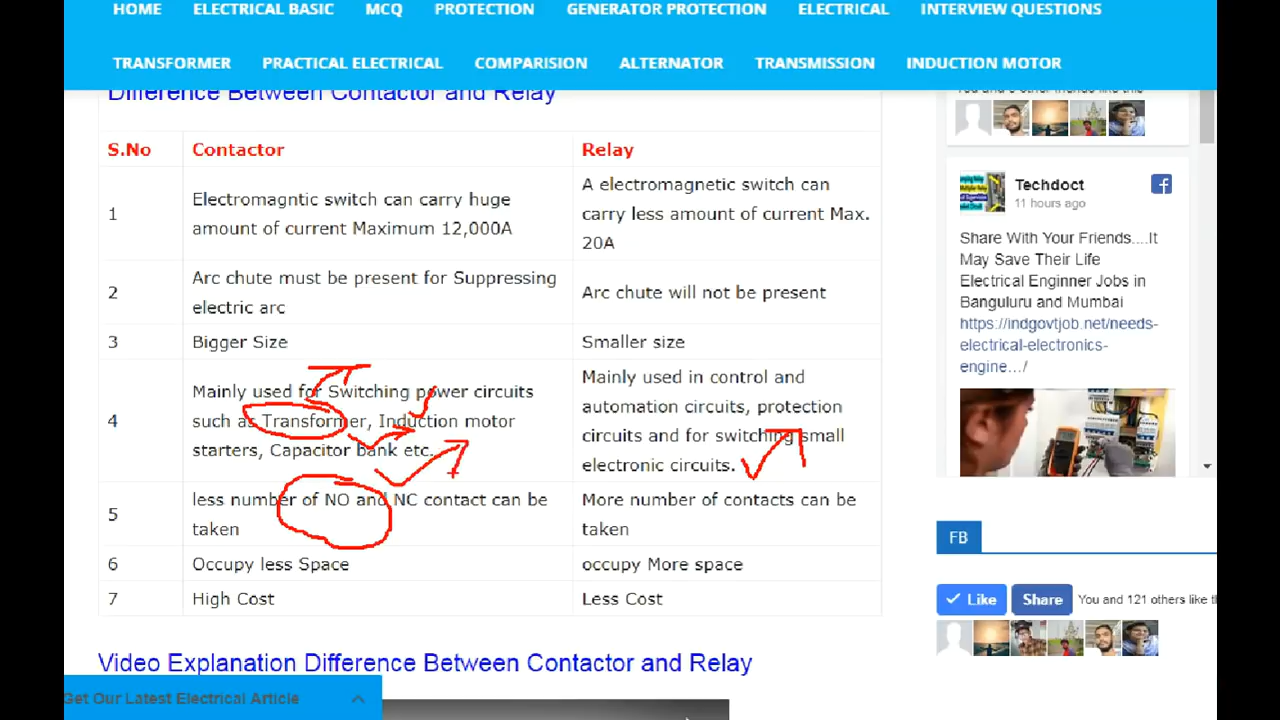 HOME ELECTRICAL BASIC MCQ PROTECTION GENERATOR PROTECTION ELECTRICAL INTERVIEW QUESTIONS
TRANSFORMER PRACTICAL ELECTRICAL COMPARISION ALTERNATOR TRANSMISSION INDUCTION MOTOR
Difference Between Contactor and Relay
S.No Contactor Relay
1
Electromagntic switch can carry huge
amount of current Maximum 12,000A
A electromagnetic switch can
carry less amount of current Max.
20A
2
Arc chute must be present for Suppressing
electric arc
Arc chute will not be present
3 Bigger Size Smaller size
4
Mainly used for Switching power circuits
such as Transformer, Induction motor
starters, Capacitor bank etc.
Mainly used in control and
automation circuits, protection
circuits and for switching small
electronic circuits.
5
less number of NO and NC contact can be
taken
More number of contacts can be
taken
6 Occupy less Space occupy More space
7 High Cost Less Cost
Video Explanation Difference Between Contactor and Relay
Get Our Latest Electrical Article
You and 6 other friends like this
Techdoct
11 hours ago
Share With Your Friends....It
May Save Their Life
Electrical Enginner Jobs in
Banguluru and Mumbai
https://indgovtjob.net/needs-
electrical-electronics-
engine…/
FB
Like Share You and 121 others like th